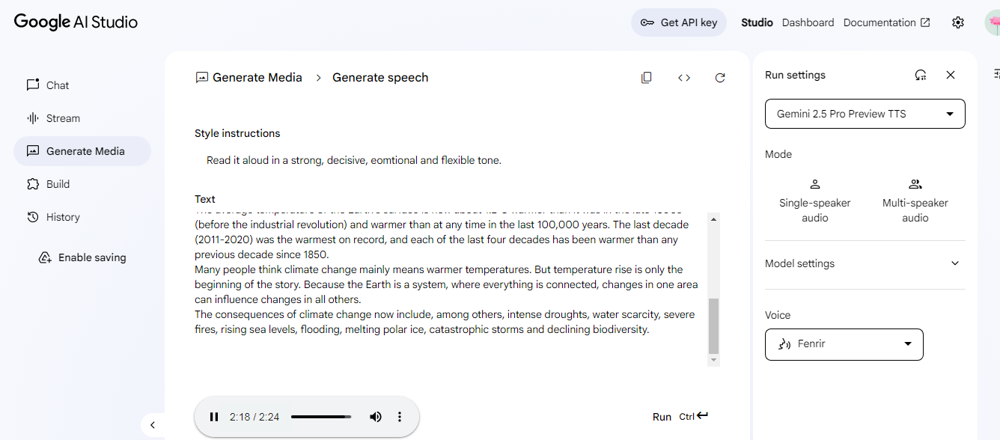 Google AI Studio
Get API key
Studio
Dashboard
Documentation
Chat
Stream
Generate Media
Build
History
Enable saving
Generate Media > Generate speech
Style instructions
Read it aloud in a strong, decisive, eomtional and flexible tone.
Text
(before the industrial revolution) and warmer than at any time in the last 100,000 years. The last decade
(2011-2020) was the warmest on record, and each of the last four decades has been warmer than any
previous decade since 1850.
Many people think climate change mainly means warmer temperatures. But temperature rise is only the
beginning of the story. Because the Earth is a system, where everything is connected, changes in one area
can influence changes in all others.
The consequences of climate change now include, among others, intense droughts, water scarcity, severe
fires, rising sea levels, flooding, melting polar ice, catastrophic storms and declining biodiversity.
2:18 / 2:24
Run Ctrl
Run settings
Gemini 2.5 Pro Preview TTS
Mode
Single-speaker
audio
Multi-speaker
audio
Model settings
Voice
Fenrir